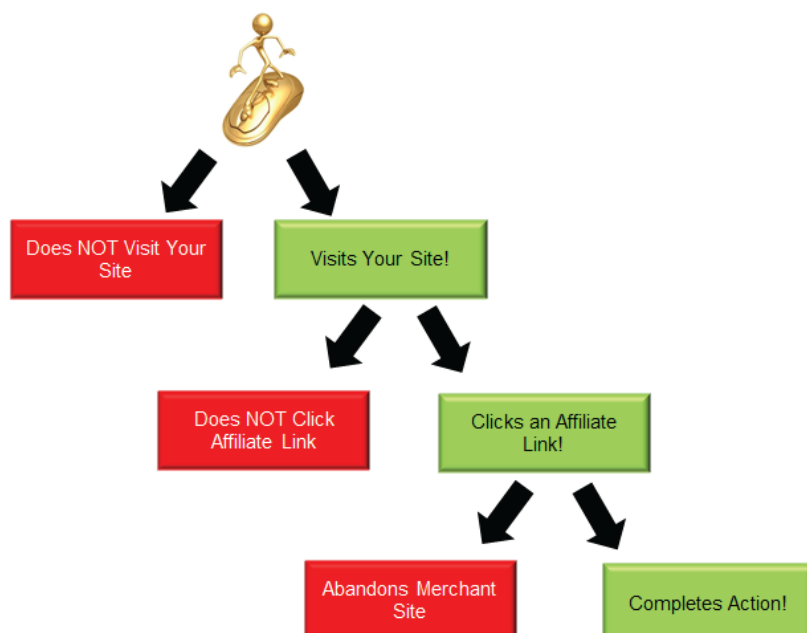 Does NOT Visit Your
Site
Visits Your Site!
Does NOT Click
Affiliate Link
Clicks an Affiliate
Link!
Abandons Merchant
Site
Completes Action!